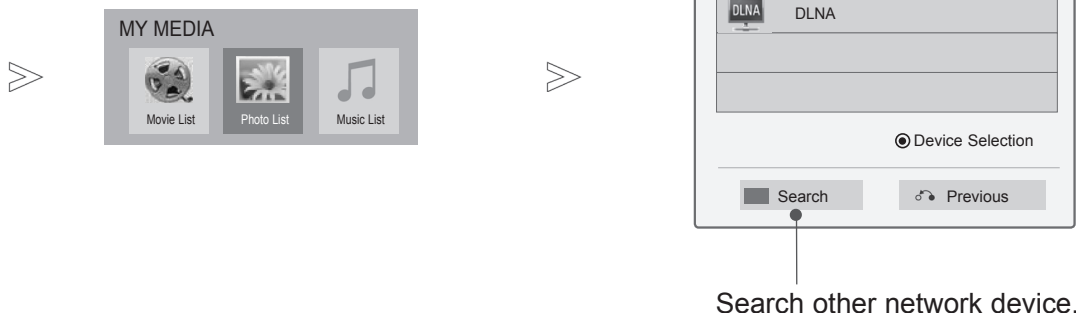 MY MEDIA
Movie List
Photo List
Music List
DLNA DLNA
Device Selection
Search
Previous
Search other network device.